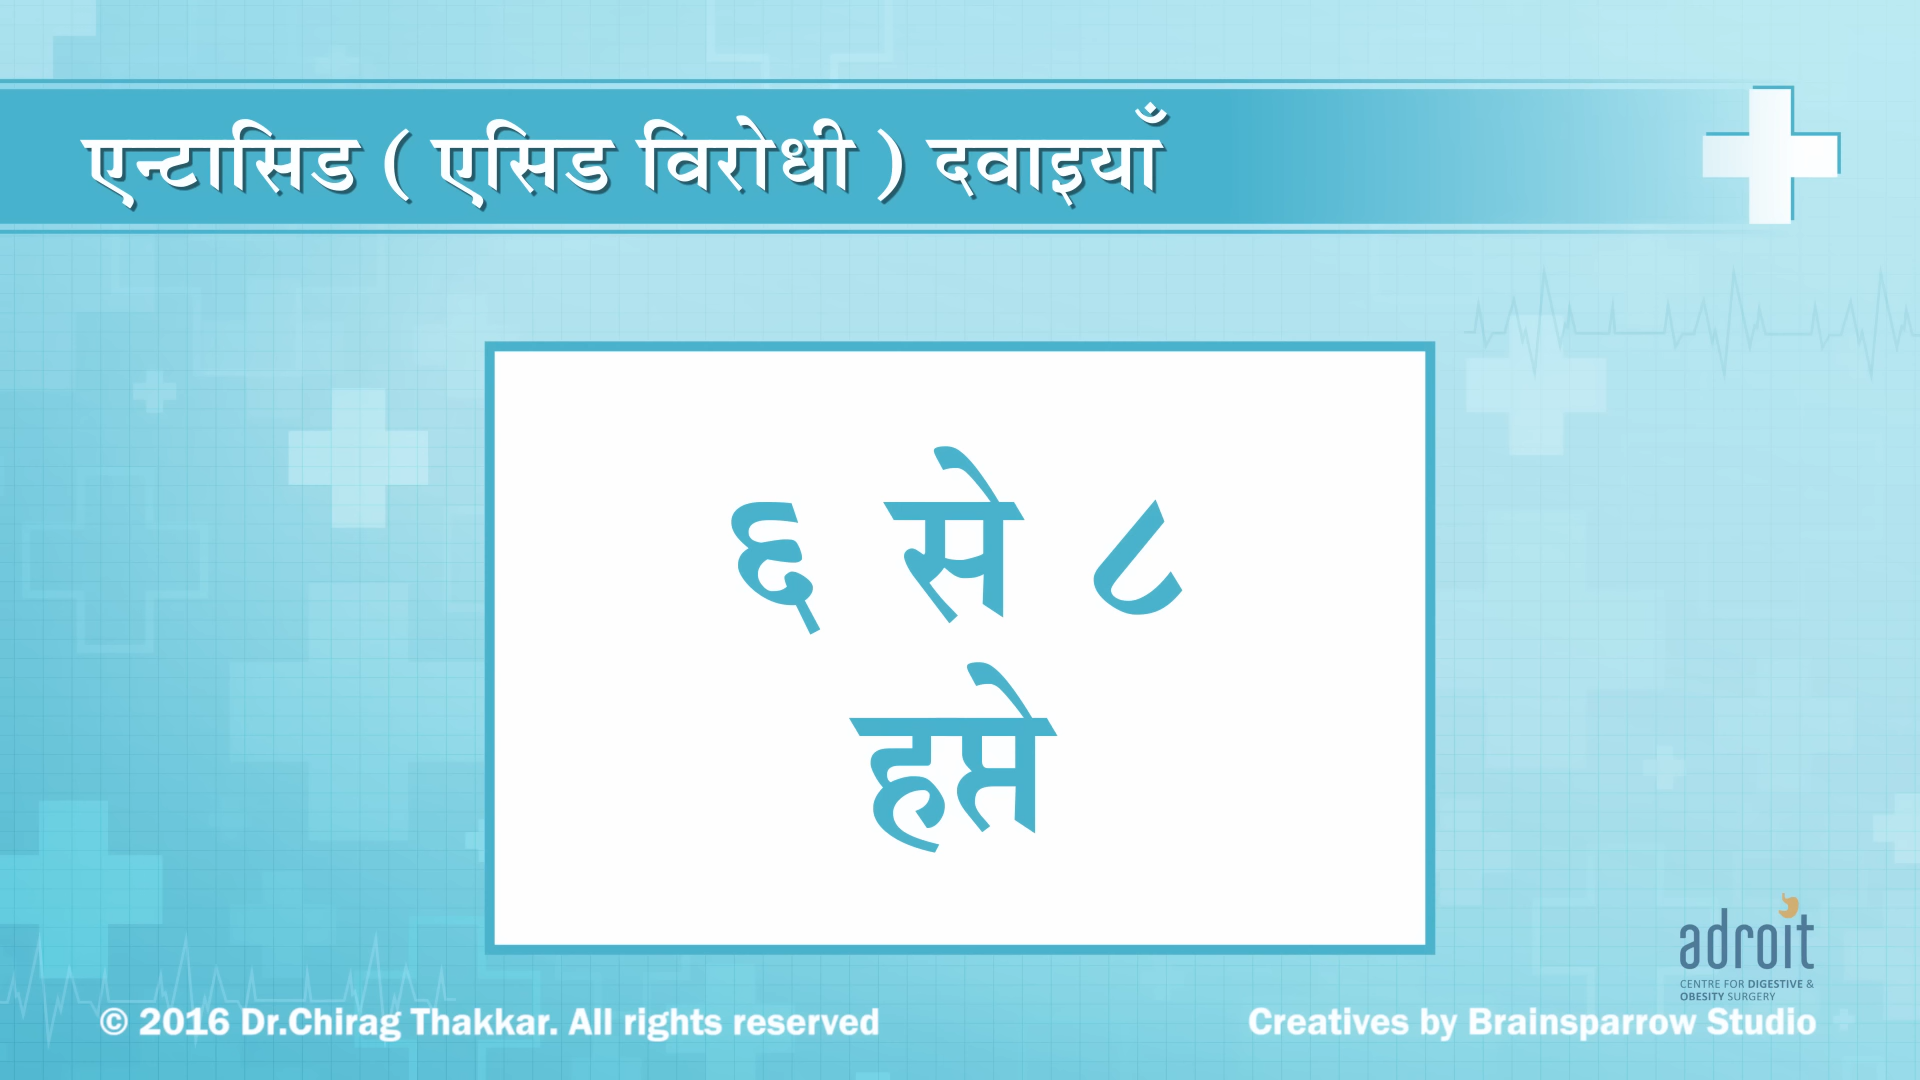 एन्टासिड ( एसिड विरोधी ) दवाइयाँ
६ से ८
हप्ते
adroit
CENTRE FOR DIGESTIVE &
OBESITY SURGERY
© 2016 Dr.Chirag Thakkar. All rights reserved
Creatives by Brainsparrow Studio